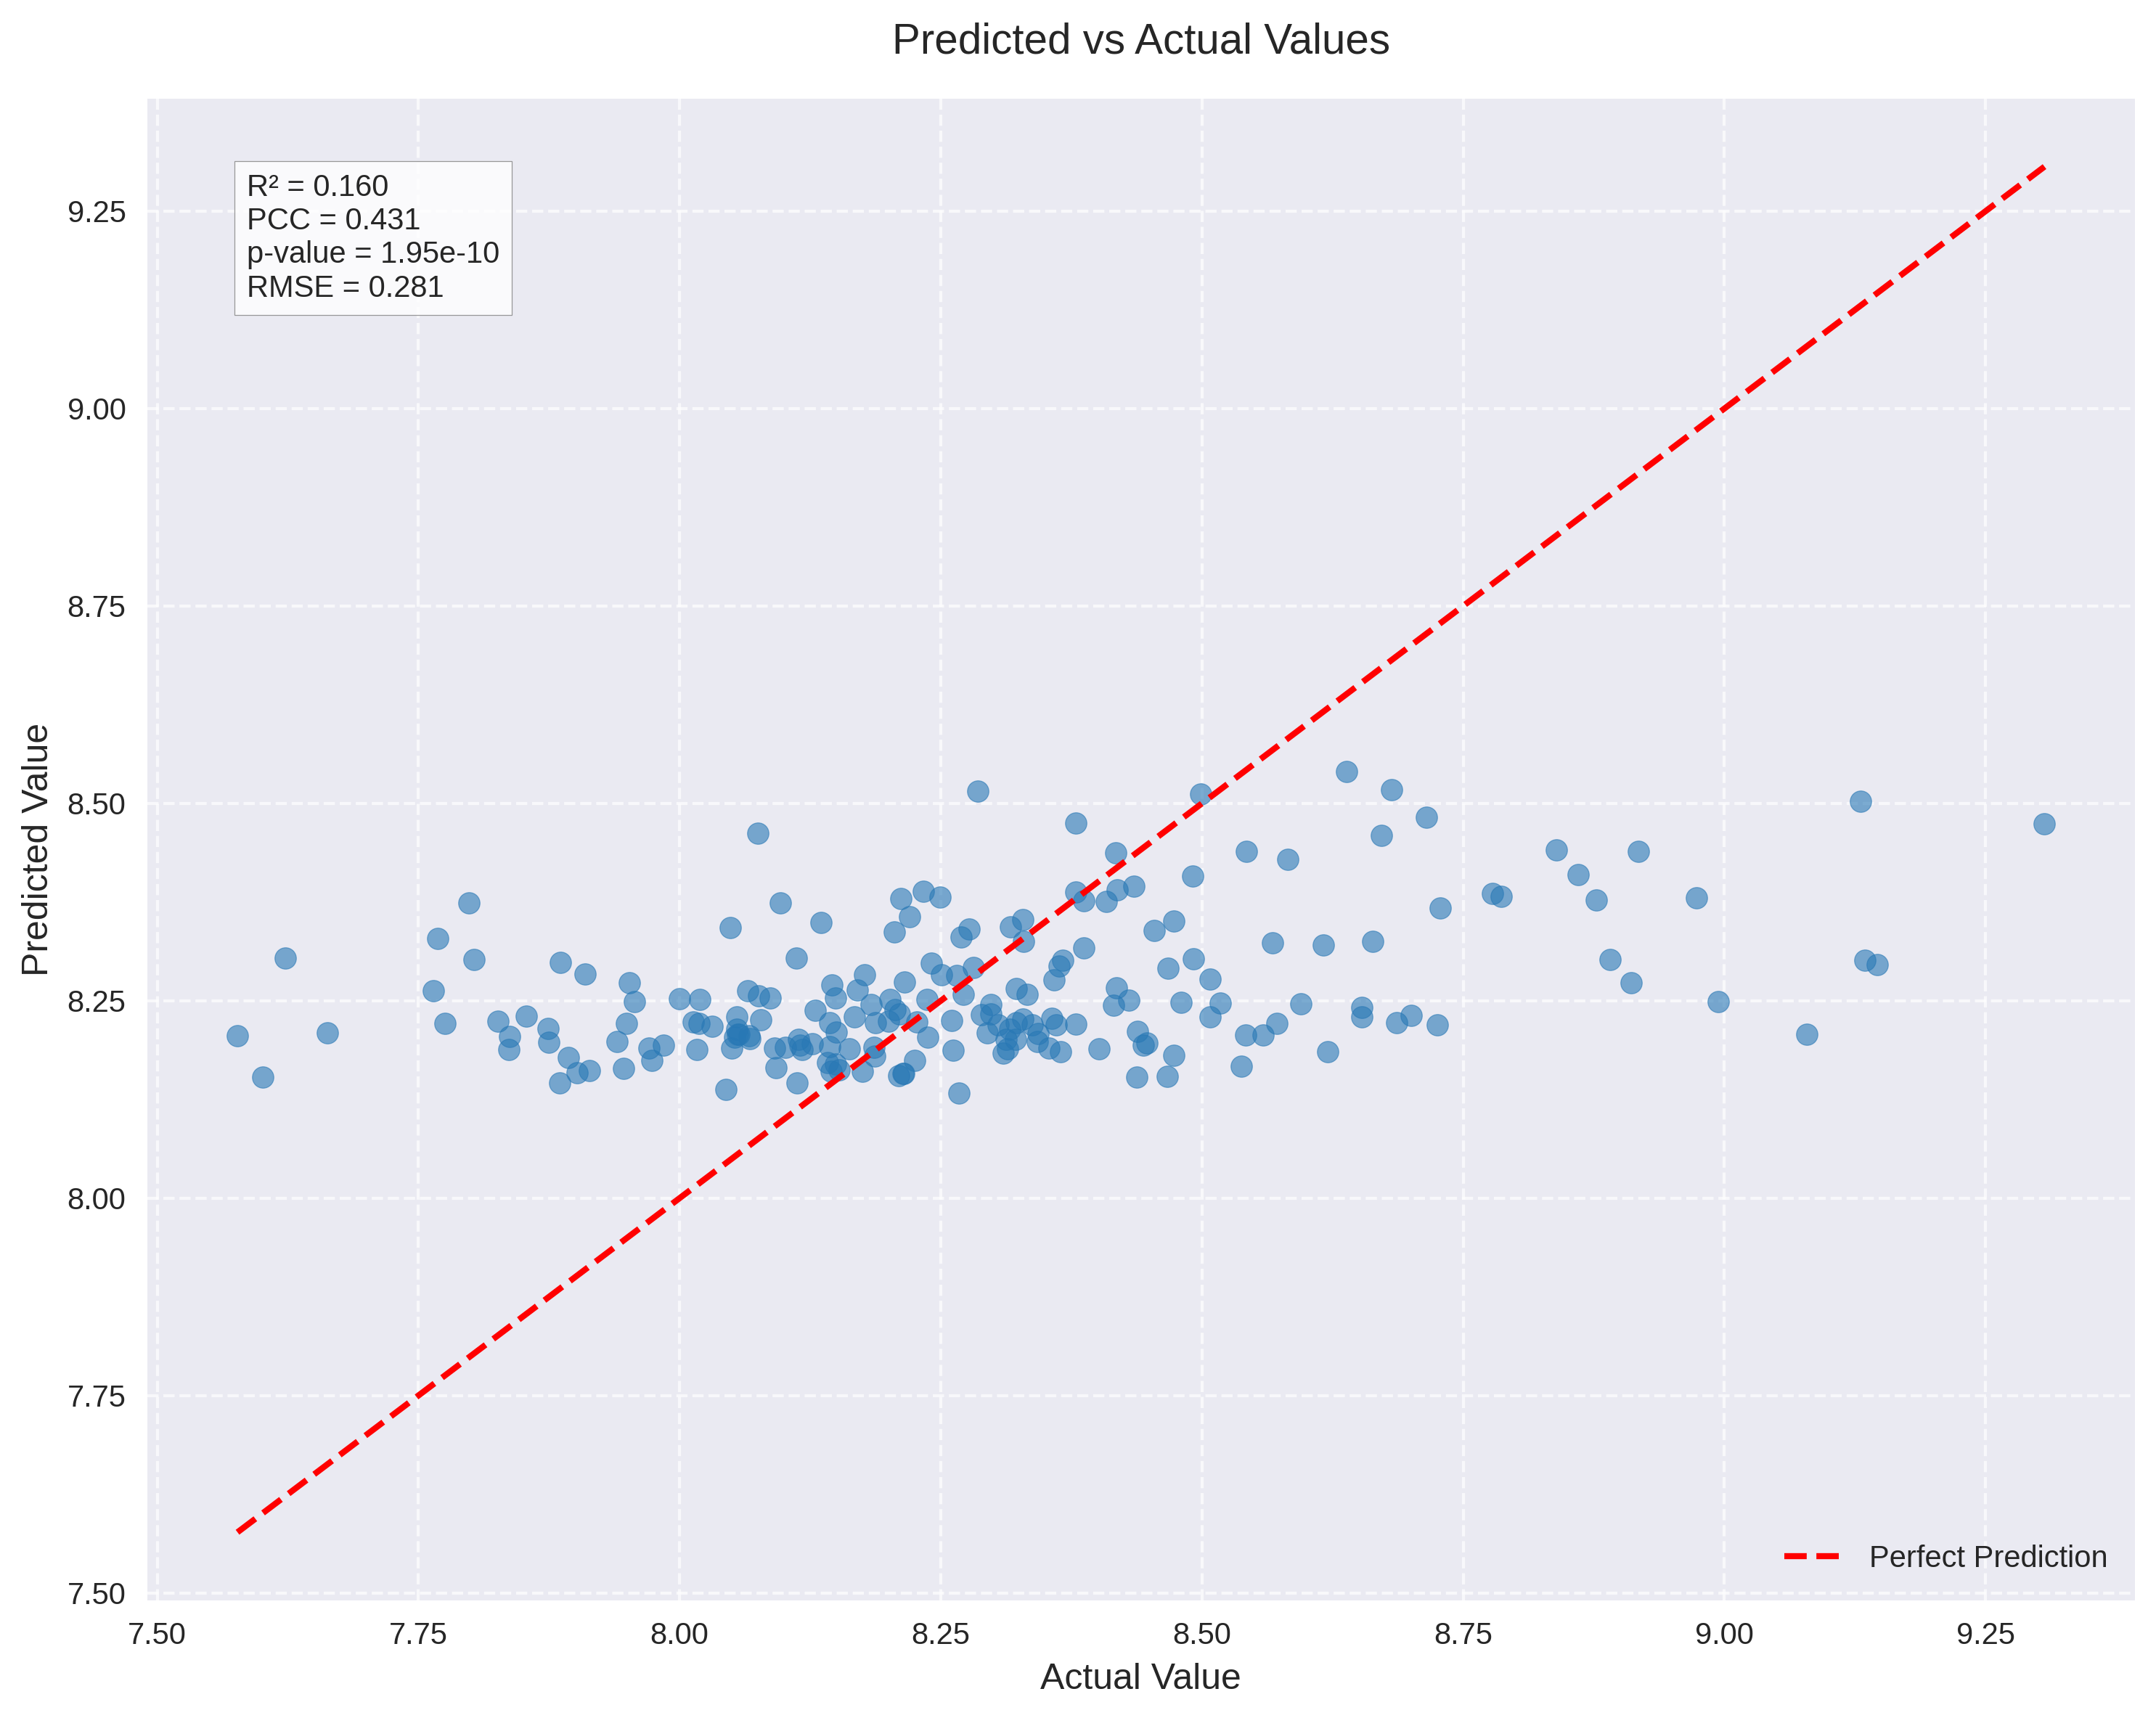 Predicted vs Actual Values
R² = 0.160
PCC = 0.431
p-value = 1.95e-10
RMSE = 0.281
9.25
9.00
8.75
8.50
8.25
8.00
7.75
7.50
Predicted Value
Perfect Prediction
7.50 7.75 8.00 8.25 8.50 8.75 9.00 9.25
Actual Value